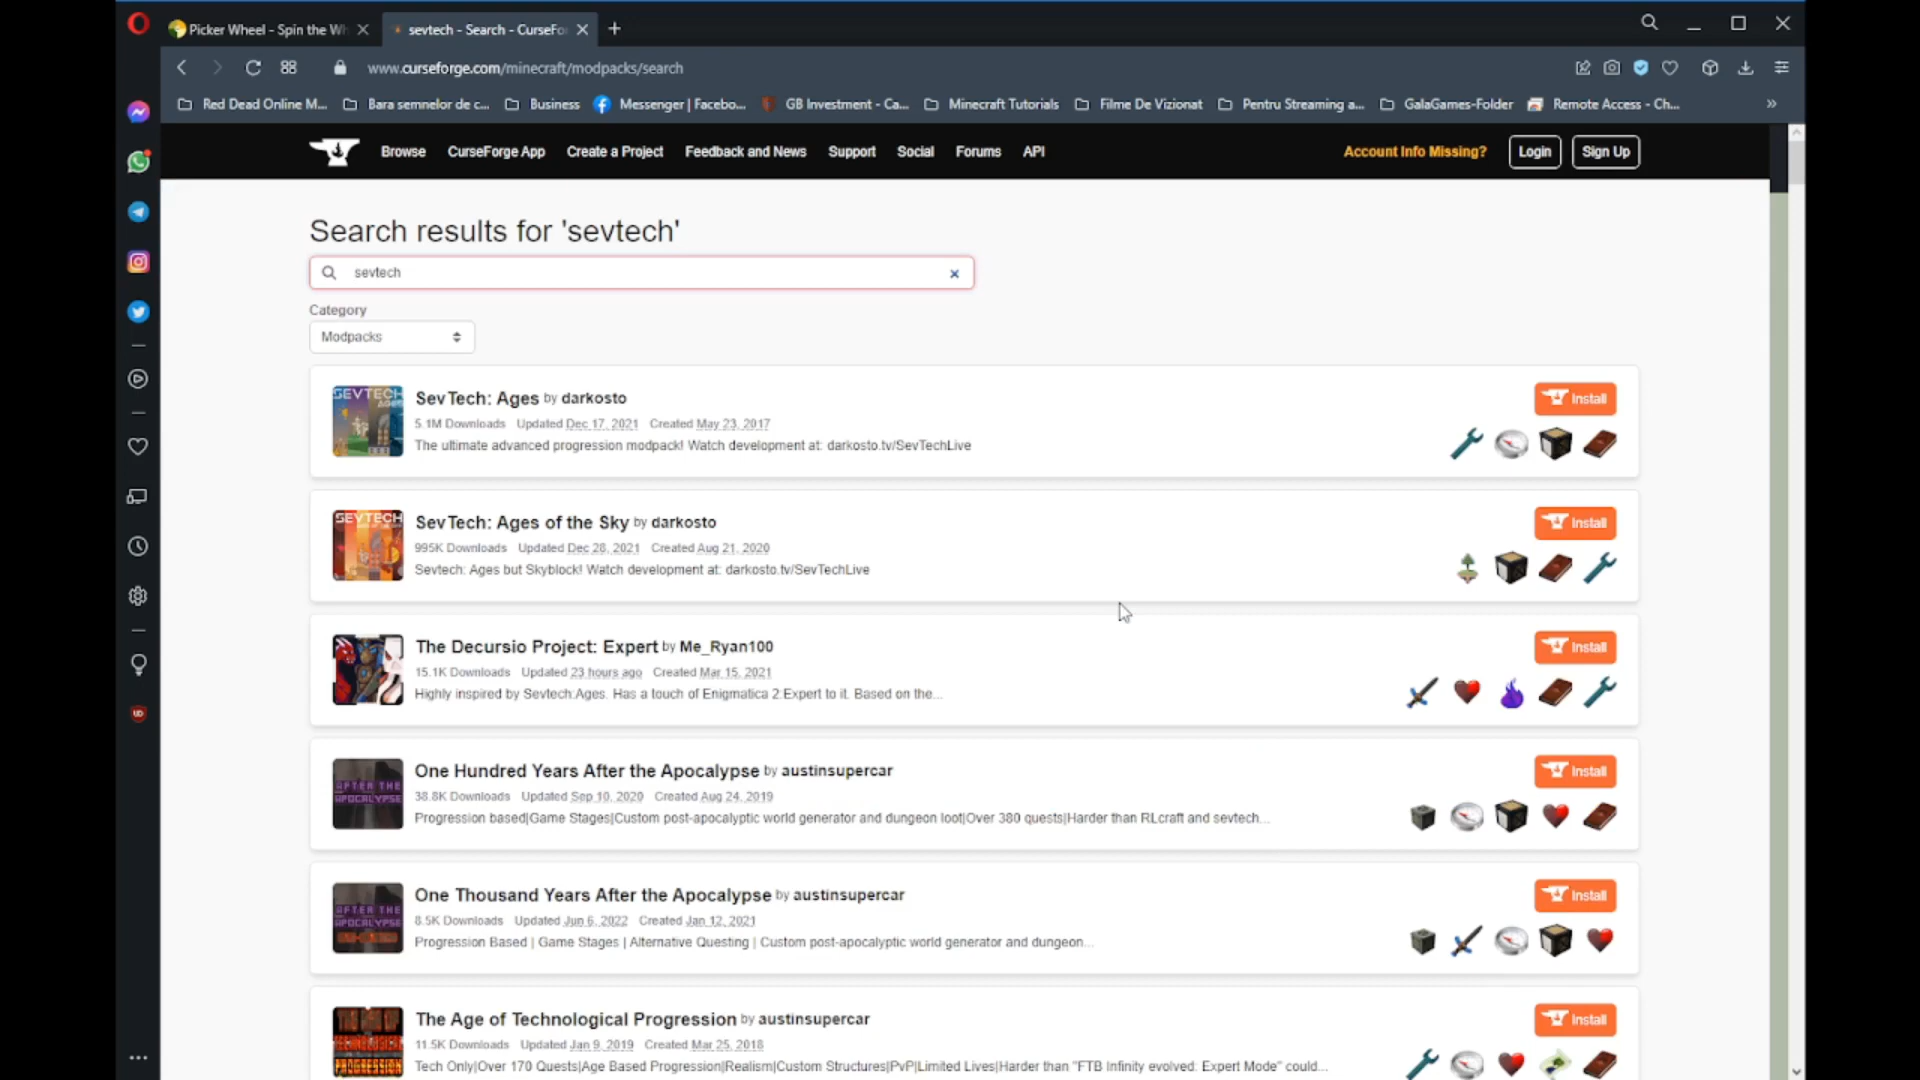 Picker Wheel - Spin the Wh
sevtech - Search - CurseFo
www.curseforge.com/minecraft/modpacks/search
Red Dead Online M...
Bara semnelor de c...
Business
Messenger | Facebo...
GB Investment - Ca...
Minecraft Tutorials
Filme De Vizionat
Pentru Streaming a...
GalaGames-Folder
Remote Access - Ch...
Browse
CurseForge App
Create a Project
Feedback and News
Support
Social
Forums
API
Account Info Missing?
Login
Sign Up
Search results for 'sevtech'
sevtech
Category
Modpacks
SEVTECH
AGES
SevTech: Ages by darkosto
Install
5.1M Downloads Updated Dec 17, 2021 Created May 23, 2017
The ultimate advanced progression modpack! Watch development at: darkosto.tv/SevTechLive
SEVTECH
SevTech: Ages of the Sky by darkosto
Install
995K Downloads Updated Dec 28, 2021 Created Aug 21, 2020
Sevtech: Ages but Skyblock! Watch development at: darkosto.tv/SevTechLive
The Decursio Project: Expert by Me_Ryan100
Install
15.1K Downloads Updated 23 hours ago Created Mar 15, 2021
Highly inspired by Sevtech:Ages. Has a touch of Enigmatica 2:Expert to it. Based on the...
AFTER THE
APOCALYPSE
One Hundred Years After the Apocalypse by austinsupercar
Install
38.8K Downloads Updated Sep 10, 2020 Created Aug 24, 2019
Progression based|Game Stages|Custom post-apocalyptic world generator and dungeon loot|Over 380 quests|Harder than RLcraft and sevtech...
AFTER THE
APOCALYPSE
One Thousand Years After the Apocalypse by austinsupercar
Install
8.5K Downloads Updated Jun 6, 2022 Created Jan 12, 2021
Progression Based | Game Stages | Alternative Questing | Custom post-apocalyptic world generator and dungeon...
The Age of Technological Progression by austinsupercar
Install
11.5K Downloads Updated Jan 9, 2019 Created Mar 25, 2018
Tech Only|Over 170 Quests|Age Based Progression|Realism|Custom Structures|PvP|Limited Lives|Harder than "FTB Infinity evolved: Expert Mode" could...